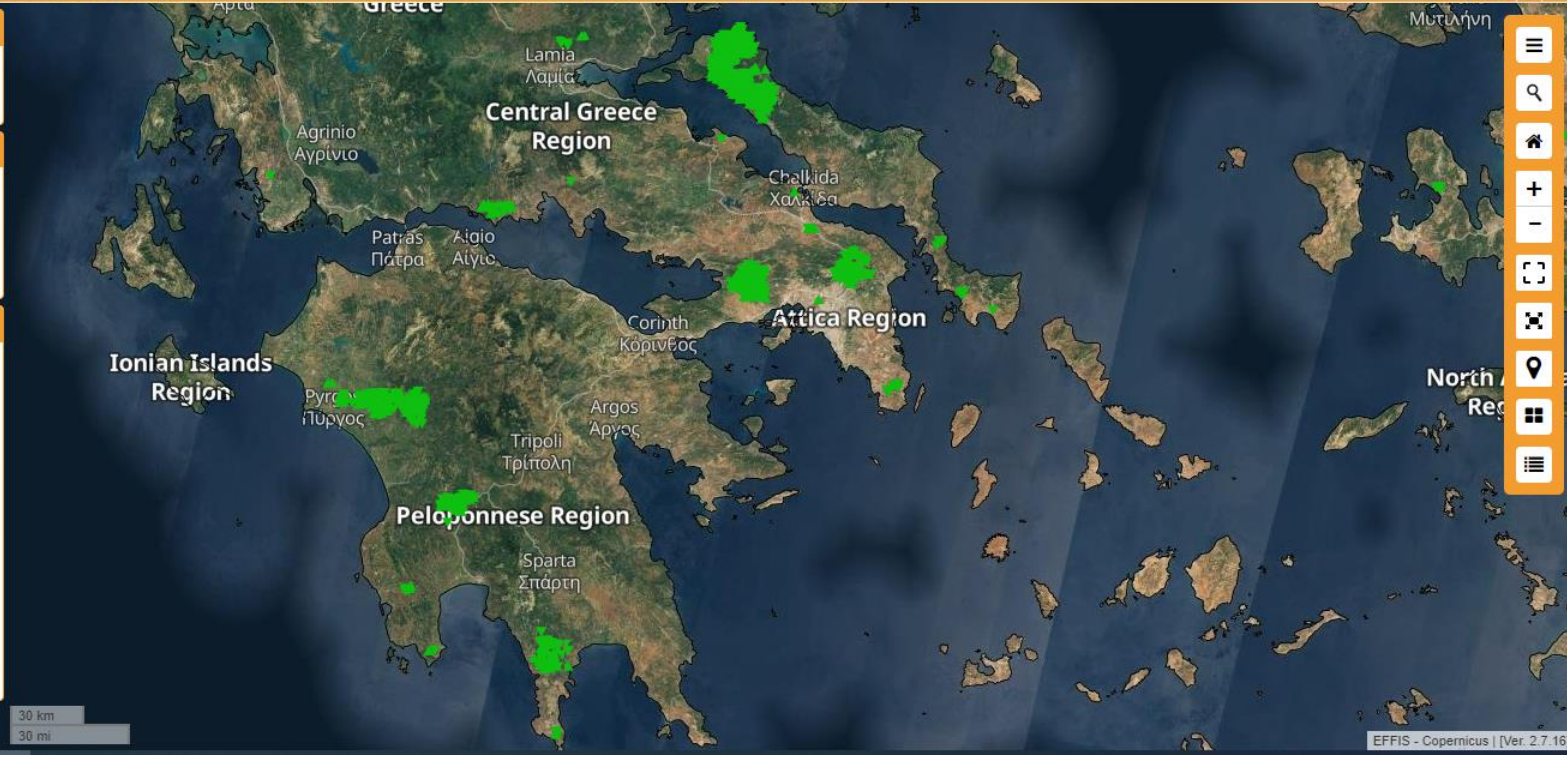 Άρτα
Greece
Μυτιλήνη
Lamia
Λαμία
Central Greece
Region
Agrinio
Αγρίνιο
Chalkida
Χαλκίδα
Patras
Πάτρα
Aigio
Αίγιο
Corinth
Κόρινθος
Attica Region
Ionian Islands
Region
Pyrgos
Πύργος
North A
Reg
Argos
Άργος
Tripoli
Τρίπολη
Peloponnese Region
Sparta
Σπάρτη
30 km
30 mi
EFFIS - Copernicus | [Ver. 2.7.16